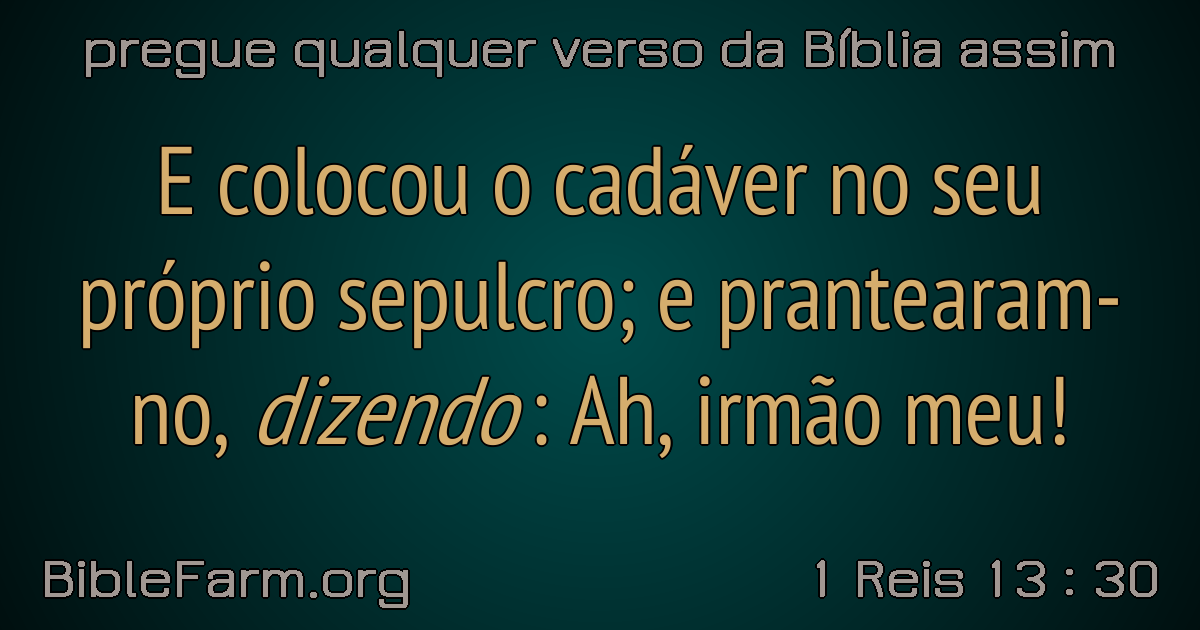 pregue qualquer verso da Bíblia assim
E colocou o cadáver no seu
próprio sepulcro; e prantearam-
no, dizendo : Ah, irmão meu!
BibleFarm.org
1 Reis 13 : 30